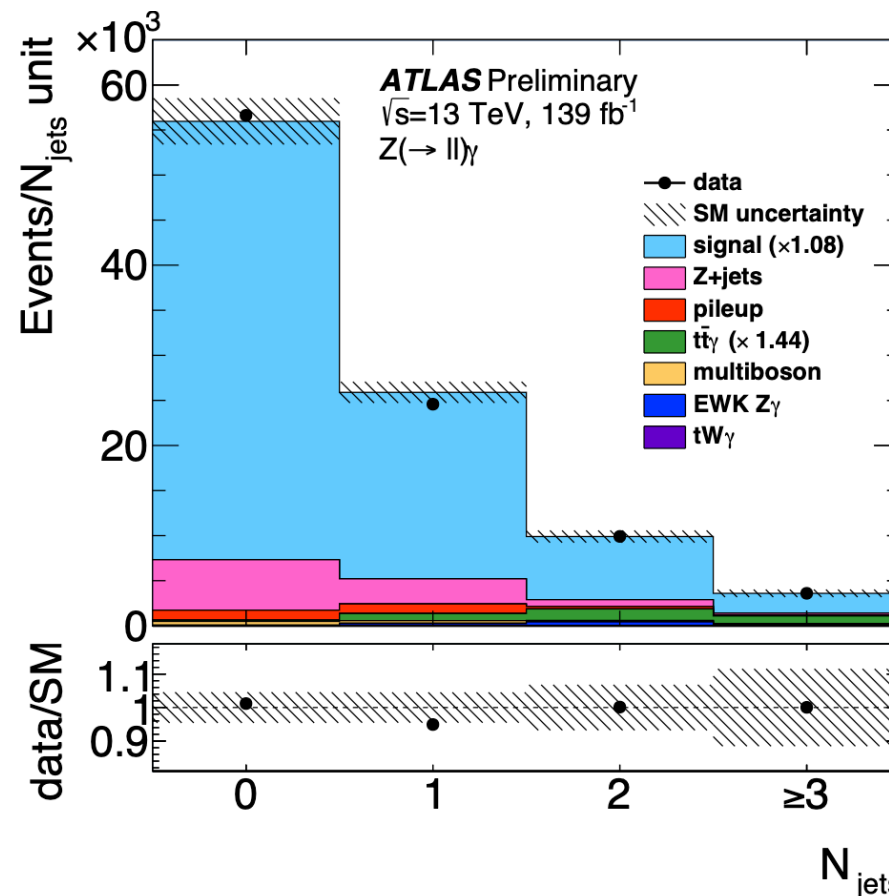 ×10³
Events/N_jets unit
60
40
20
0
ATLAS Preliminary
√s=13 TeV, 139 fb⁻¹
Z(→ ll)γ
data
SM uncertainty
signal (×1.08)
Z+jets
pileup
tt̄γ (× 1.44)
multiboson
EWK Zγ
tWγ
data/SM
1.1
1
0.9
0 1 2 ≥3
N_jets